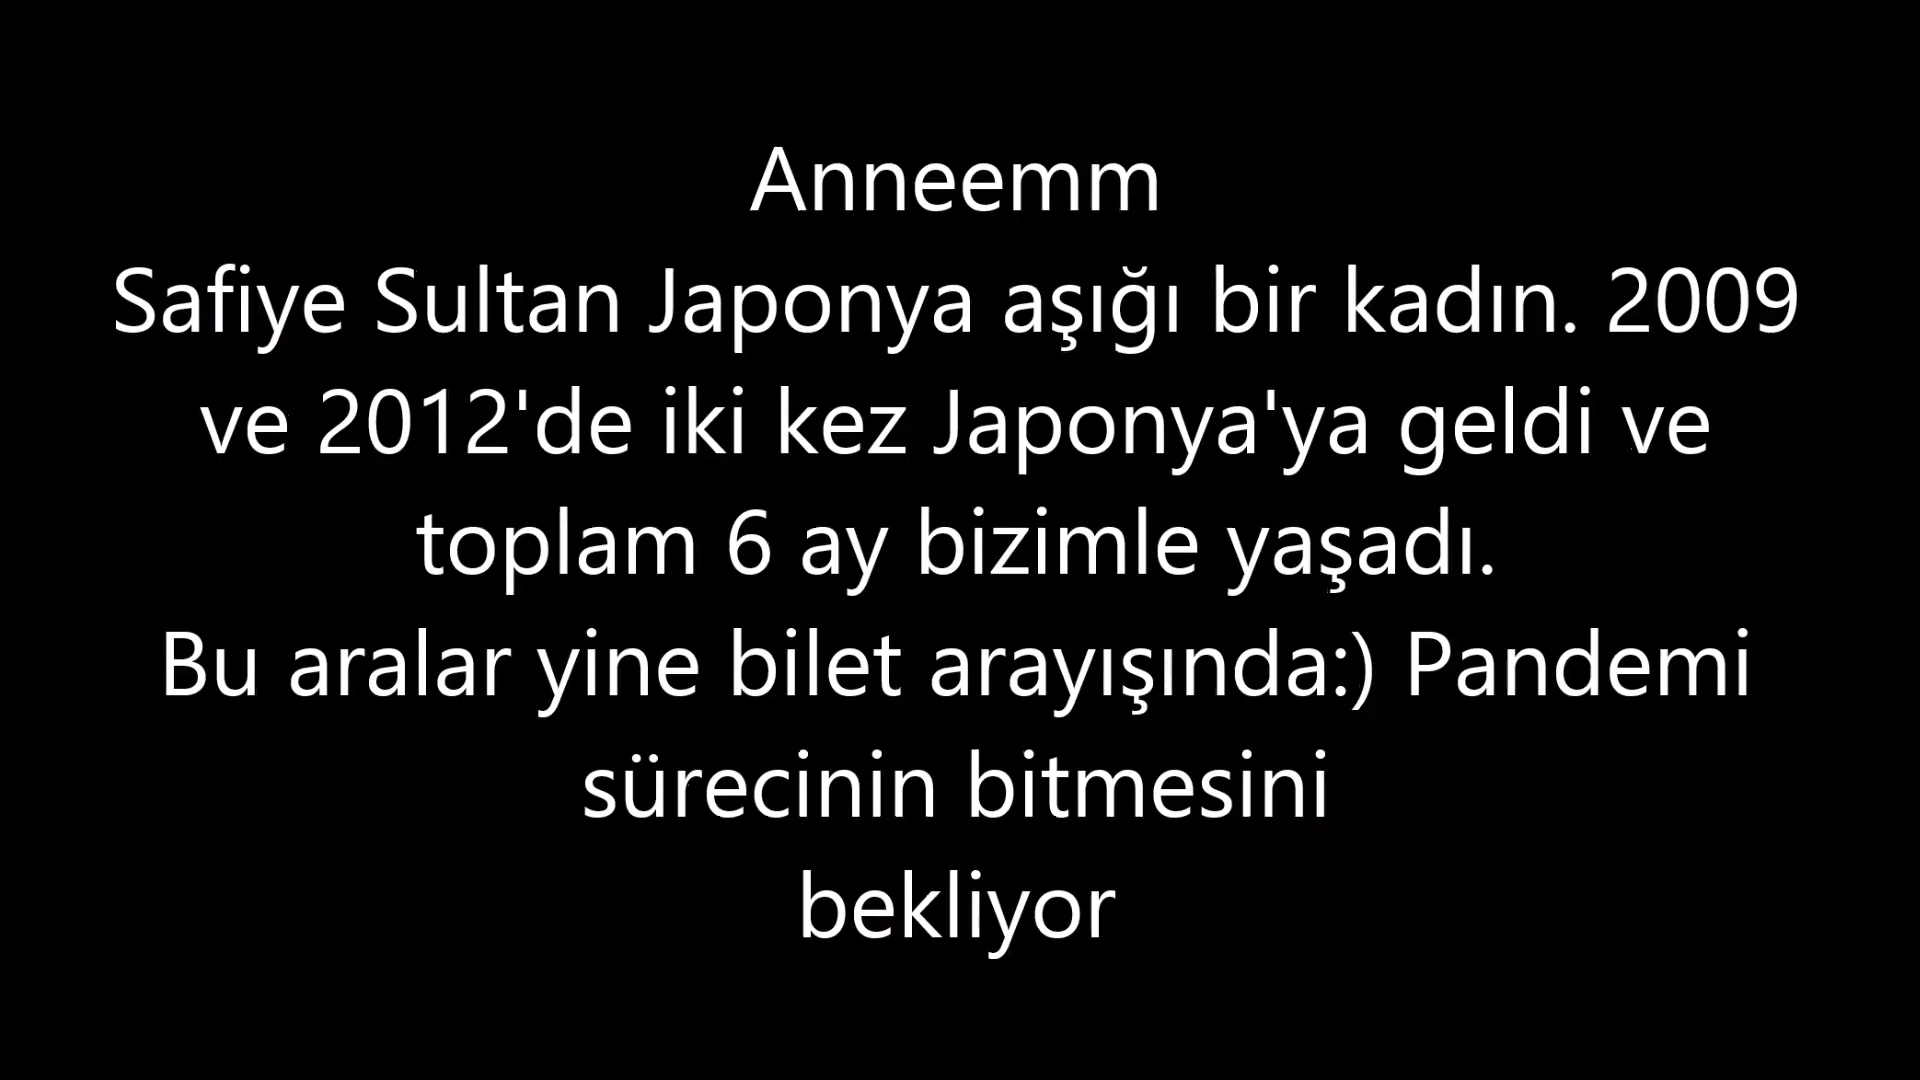 Anneemm
Safiye Sultan Japonya aşığı bir kadın. 2009
ve 2012'de iki kez Japonya'ya geldi ve
toplam 6 ay bizimle yaşadı.
Bu aralar yine bilet arayışında:) Pandemi
sürecinin bitmesini
bekliyor